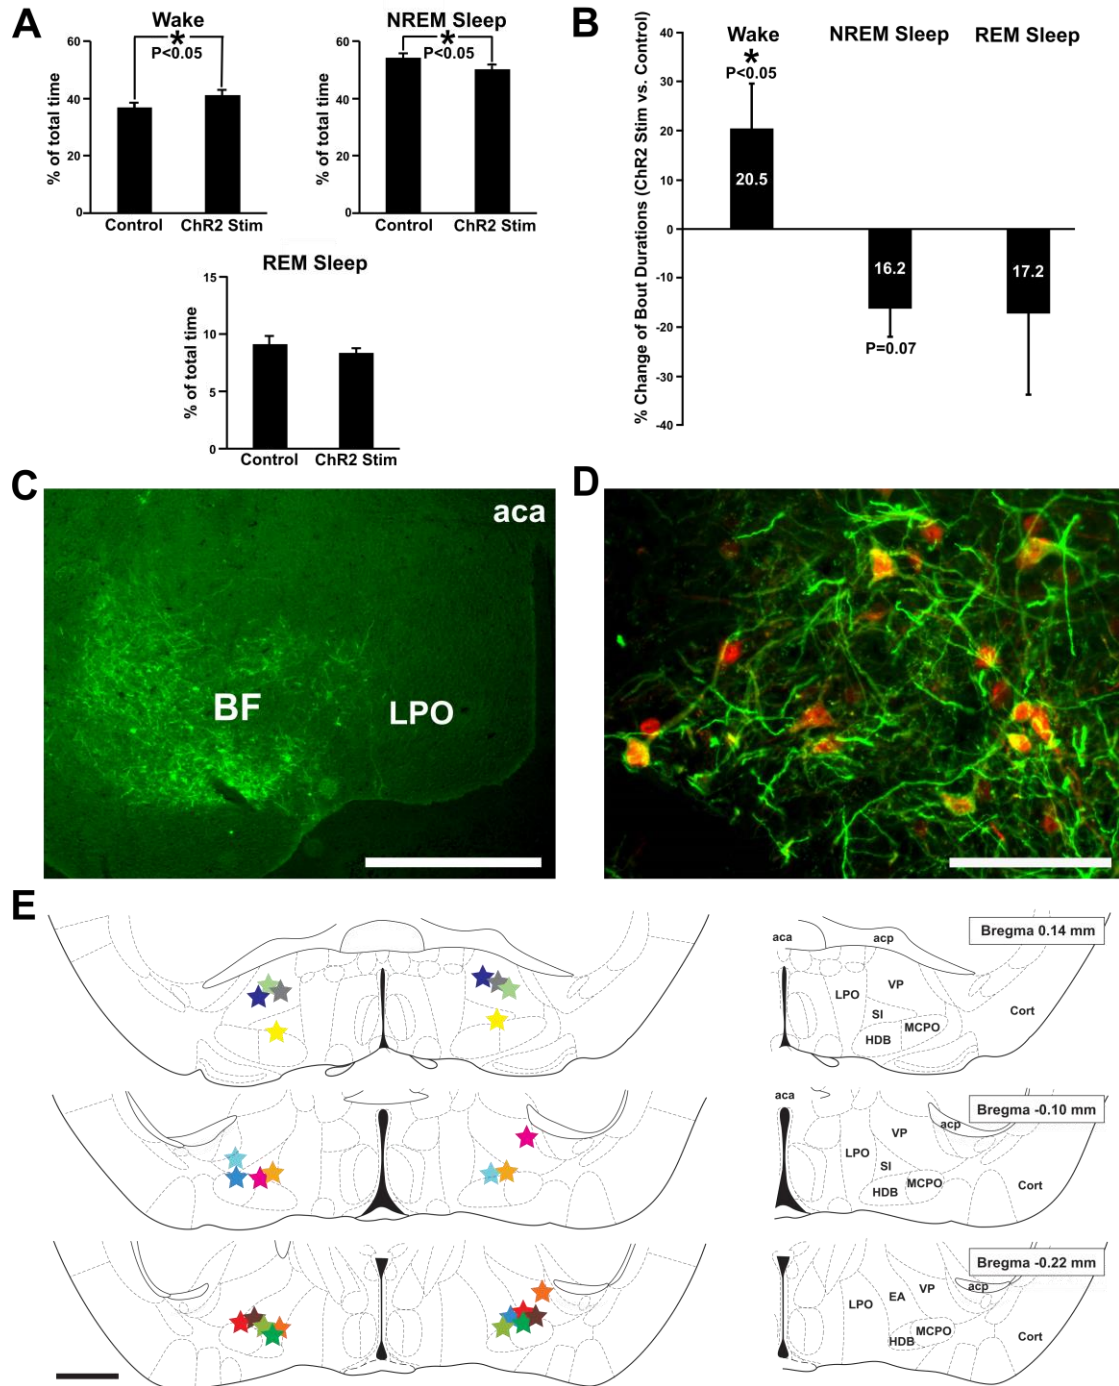 A
Wake
*
P<0.05
% of total time
60
40
20
0
Control
ChR2 Stim
NREM Sleep
*
P<0.05
% of total time
60
40
20
0
Control
ChR2 Stim
REM Sleep
% of total time
15
10
5
0
Control
ChR2 Stim
B
% Change of Bout Durations (ChR2 Stim vs. Control)
40
30
20
10
0
-10
-20
-30
-40
Wake
*
P<0.05
20.5
NREM Sleep
16.2
P=0.07
REM Sleep
17.2
C
aca
BF
LPO
D
E
Bregma 0.14 mm
aca
acp
VP
LPO
SI
MCPO
HDB
Cort
Bregma -0.10 mm
aca
acp
VP
LPO
SI
MCPO
HDB
Cort
Bregma -0.22 mm
acp
VP
EA
LPO
MCPO
HDB
Cort